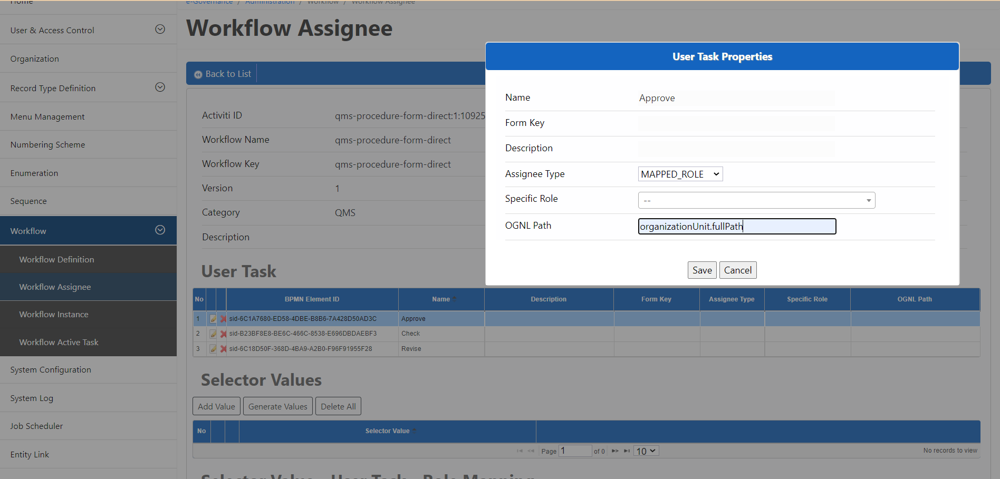 Home
e-Governance / Administration / Workflow / Workflow Assignee
User & Access Control
Organization
Record Type Definition
Menu Management
Numbering Scheme
Enumeration
Sequence
Workflow
Workflow Definition
Workflow Assignee
Workflow Instance
Workflow Active Task
System Configuration
System Log
Job Scheduler
Entity Link
Workflow Assignee
Back to List
Activiti ID qms-procedure-form-direct:1:10925
Workflow Name qms-procedure-form-direct
Workflow Key qms-procedure-form-direct
Version 1
Category QMS
Description
User Task Properties
Name Approve
Form Key
Description
Assignee Type MAPPED_ROLE
Specific Role --
OGNL Path organizationUnit.fullPath
Save Cancel
User Task
No BPMN Element ID Name Description Form Key Assignee Type Specific Role OGNL Path
1 sid-6C1A7680-ED58-4DBE-B8B6-7A428D50AD3C Approve
2 sid-B23BF8E8-BE6C-466C-8538-E696DBDAEBF3 Check
3 sid-6C18D50F-368D-4BA9-A2B0-F96F91955F28 Revise
Selector Values
Add Value Generate Values Delete All
No Selector Value
Page 1 of 0 10 No records to view
Selector Value - User Task - Role Mapping